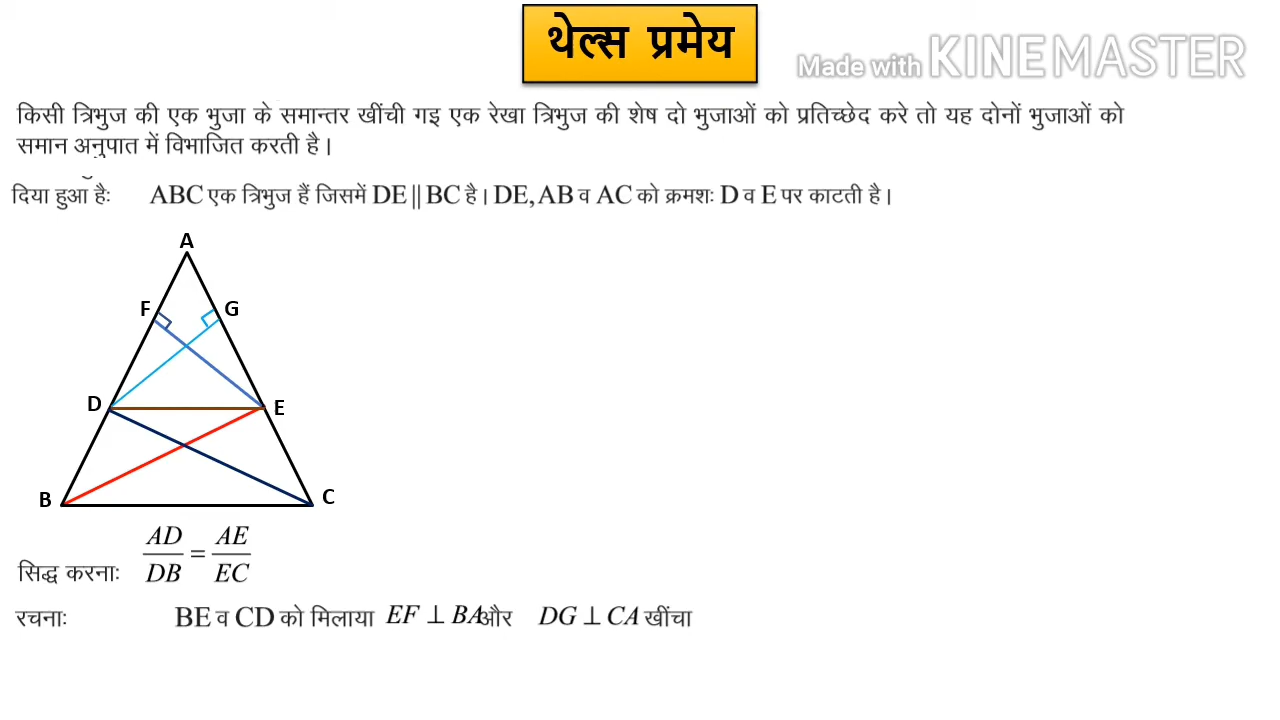 थेल्स प्रमेय
Made with KINEMASTER
किसी त्रिभुज की एक भुजा के समान्तर खींची गइ एक रेखा त्रिभुज की शेष दो भुजाओं को प्रतिच्छेद करे तो यह दोनों भुजाओं को
समान अनुपात में विभाजित करती है।
दिया हुआ हैः ABC एक त्रिभुज हैं जिसमें DE || BC है। DE, AB व AC को क्रमशः D व E पर काटती है।
A
F G
D E
B C
सिद्ध करनाः AD/DB = AE/EC
रचनाः BE व CD को मिलाया EF ⊥ BA और DG ⊥ CA खींचा